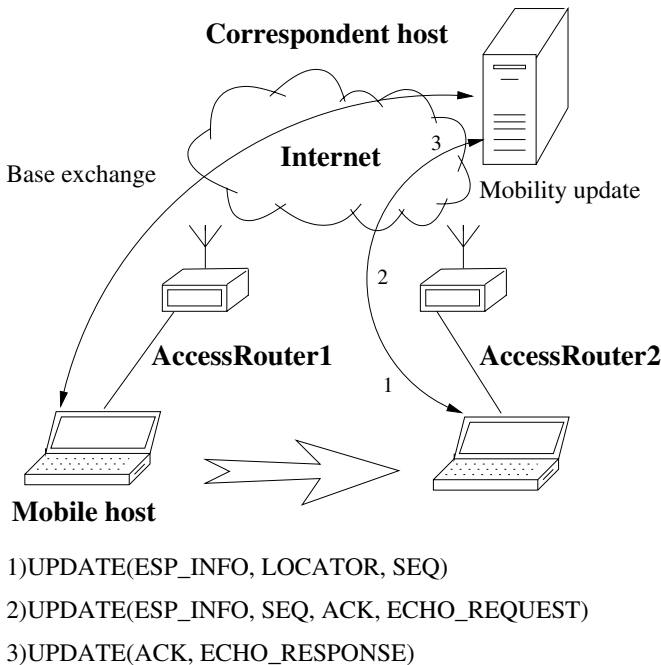 Correspondent host
Internet
3
Base exchange
Mobility update
2
AccessRouter1
AccessRouter2
1
Mobile host
1)UPDATE(ESP_INFO, LOCATOR, SEQ)
2)UPDATE(ESP_INFO, SEQ, ACK, ECHO_REQUEST)
3)UPDATE(ACK, ECHO_RESPONSE)